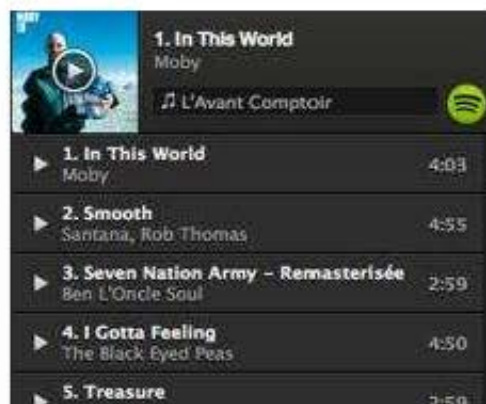 1. In This World
Moby
L'Avant Comptoir
1. In This World
Moby
4:03
2. Smooth
Santana, Rob Thomas
4:55
3. Seven Nation Army – Remasterisée
Ben L'Oncle Soul
2:59
4. I Gotta Feeling
The Black Eyed Peas
4:50
5. Treasure
2:59